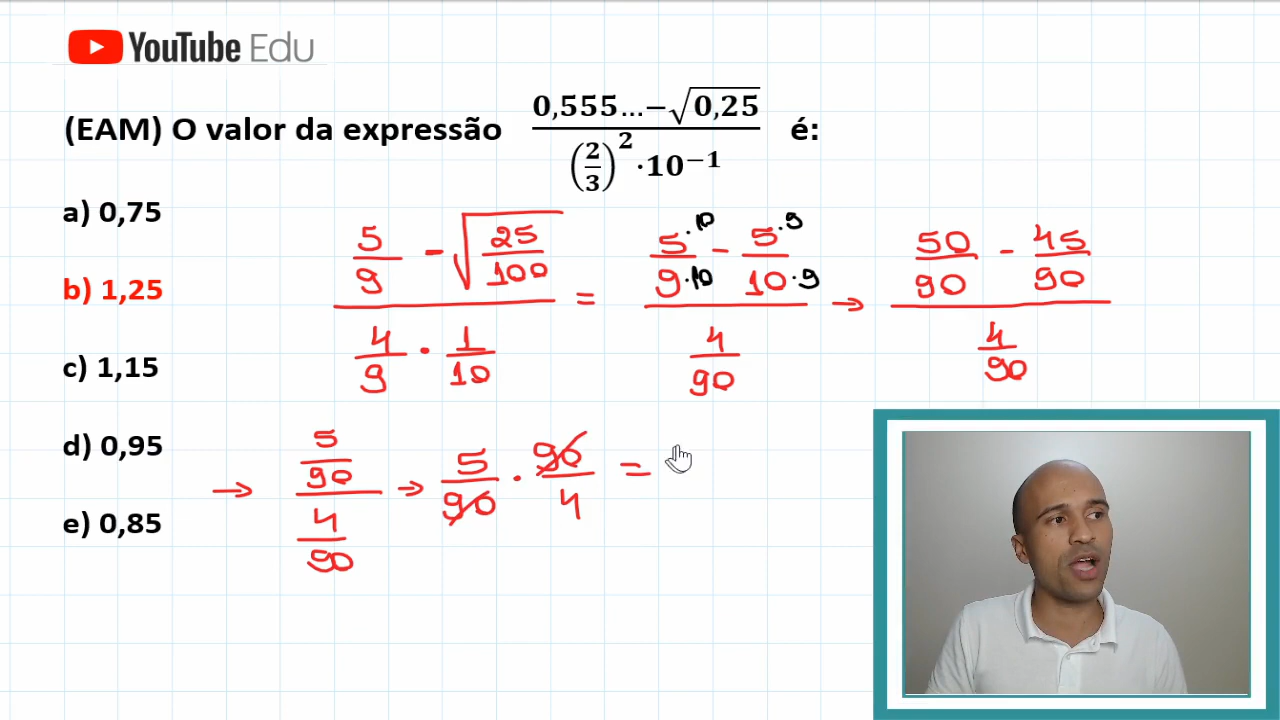 YouTube Edu
(EAM) O valor da expressão (0,555...−√0,25)/((2/3)²·10⁻¹) é:
a) 0,75
b) 1,25
c) 1,15
d) 0,95
e) 0,85
(5/9 - √(25/100))/(4/9 · 1/10) = (5·10/9·10 - 5·9/10·9)/(4/90) → (50/90 - 45/90)/(4/90)
→ (5/90)/(4/90) → 5/90 · 90/4 =